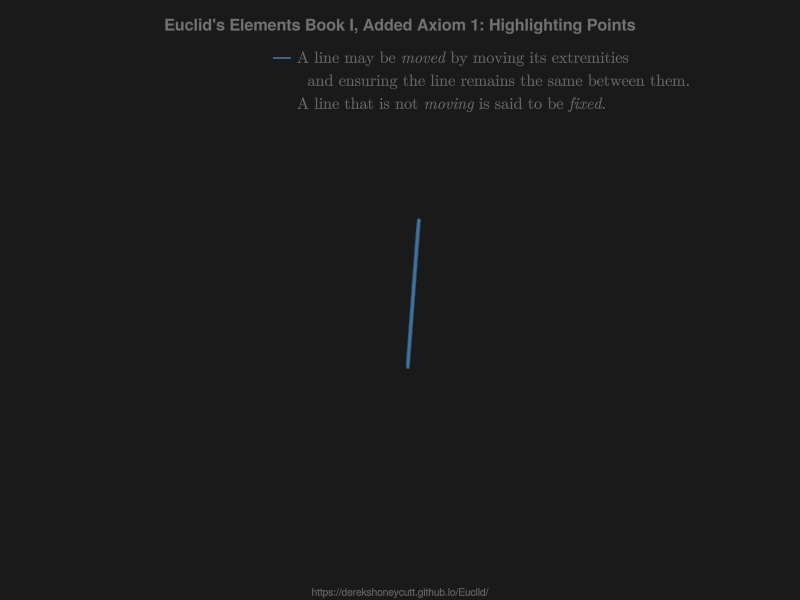 Euclid's Elements Book I, Added Axiom 1: Highlighting Points
A line may be moved by moving its extremities
and ensuring the line remains the same between them.
A line that is not moving is said to be fixed.
https://derekshoneycutt.github.io/Euclid/